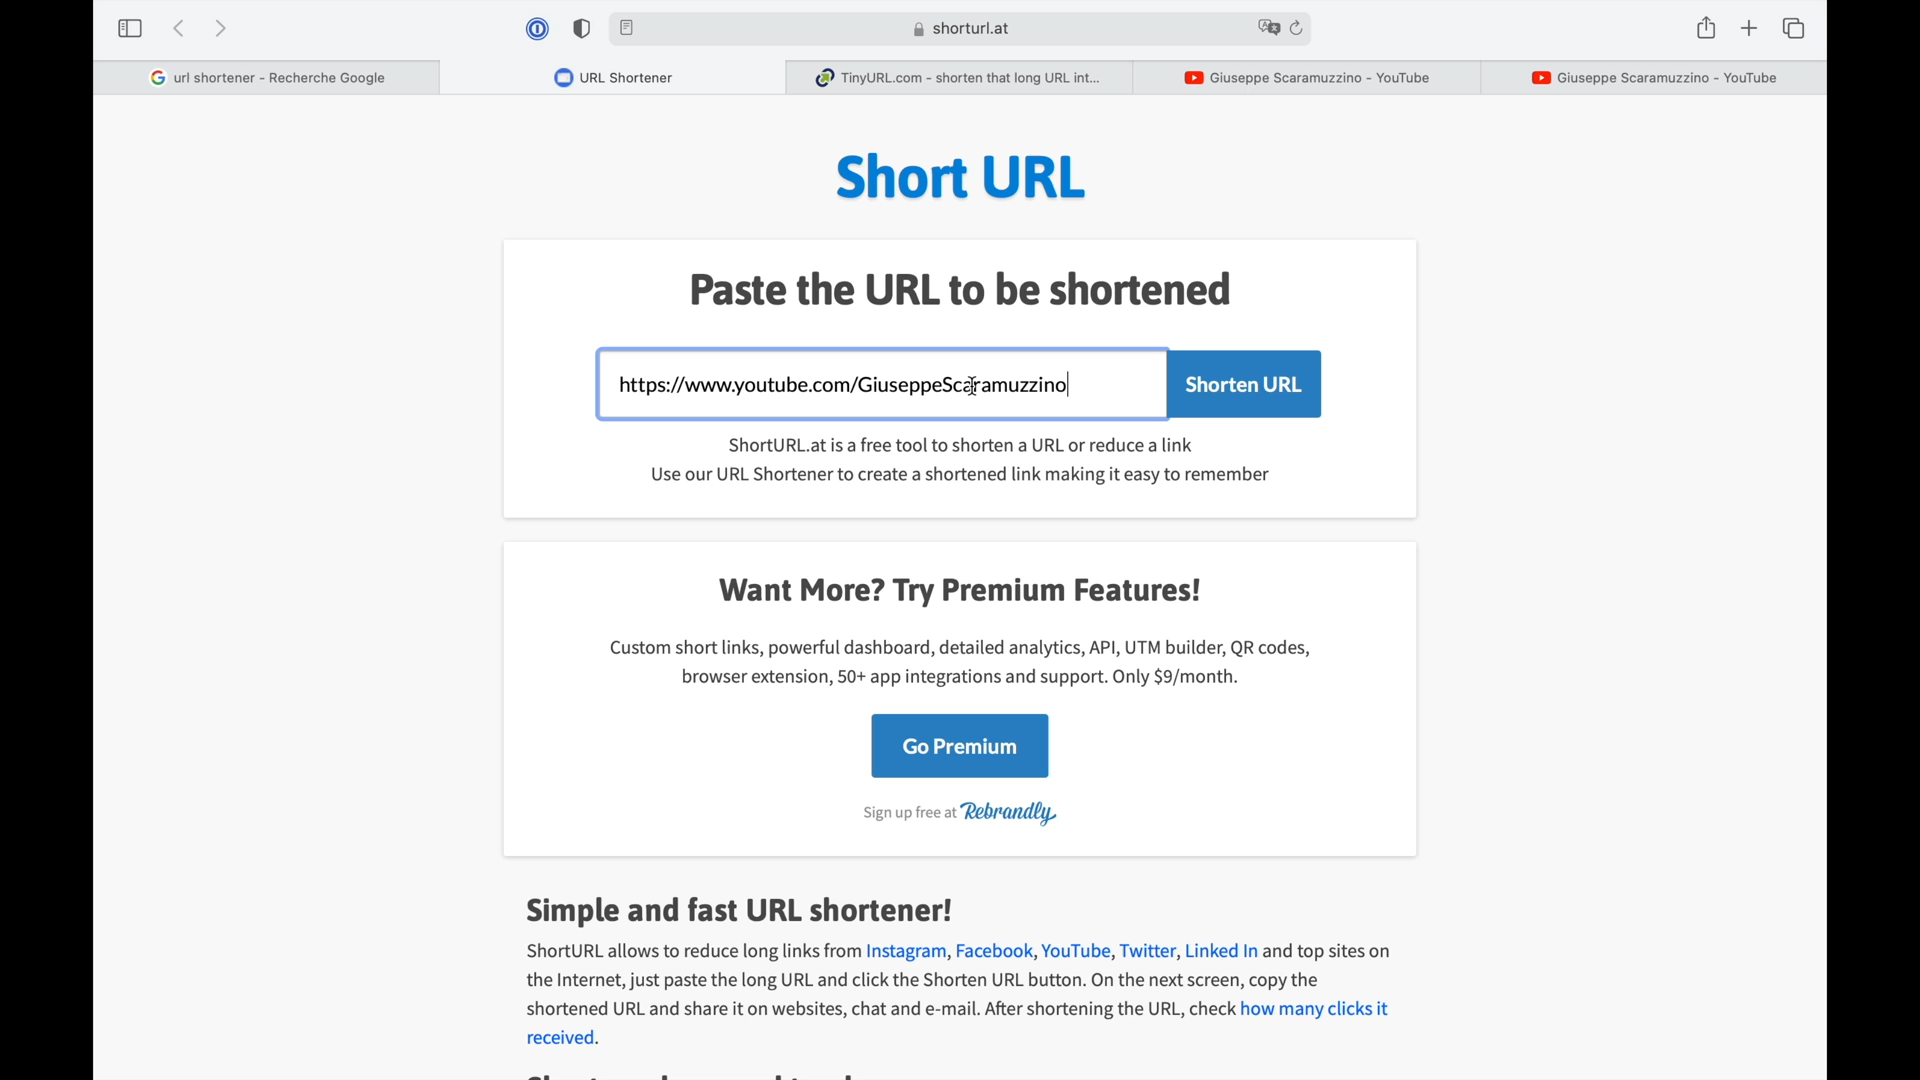 shorturl.at
url shortener - Recherche Google
URL Shortener
TinyURL.com - shorten that long URL int...
Giuseppe Scaramuzzino - YouTube
Giuseppe Scaramuzzino - YouTube
Short URL
Paste the URL to be shortened
https://www.youtube.com/GiuseppeScaramuzzino
Shorten URL
ShortURL.at is a free tool to shorten a URL or reduce a link
Use our URL Shortener to create a shortened link making it easy to remember
Want More? Try Premium Features!
Custom short links, powerful dashboard, detailed analytics, API, UTM builder, QR codes,
browser extension, 50+ app integrations and support. Only $9/month.
Go Premium
Sign up free at Rebrandly
Simple and fast URL shortener!
ShortURL allows to reduce long links from Instagram, Facebook, YouTube, Twitter, Linked In and top sites on
the Internet, just paste the long URL and click the Shorten URL button. On the next screen, copy the
shortened URL and share it on websites, chat and e-mail. After shortening the URL, check how many clicks it
received.